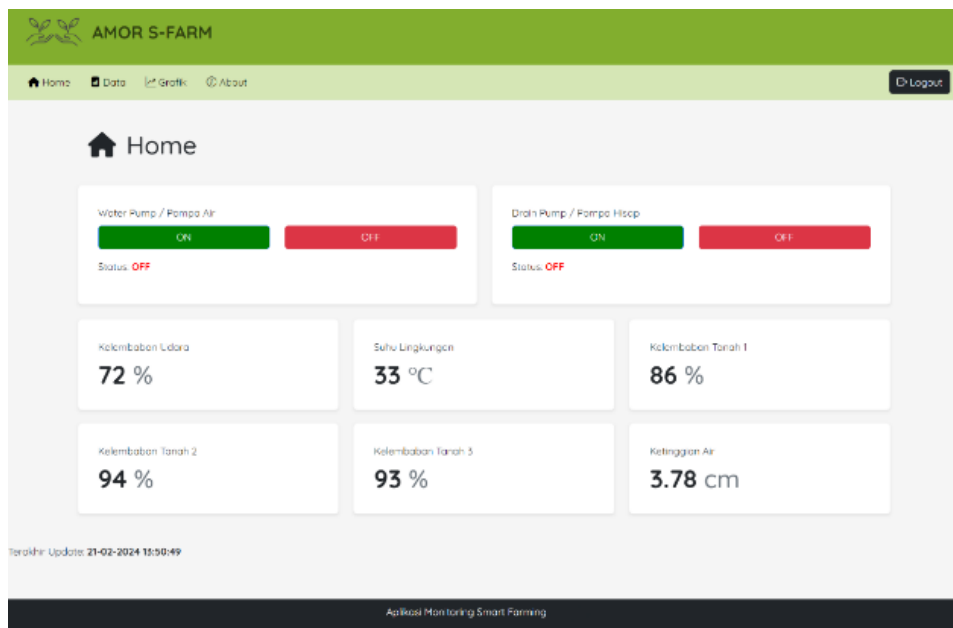 AMOR S-FARM
Home Data Grafik About Logout
Home
Water Pump / Pompa Air
ON OFF
Status: OFF
Drain Pump / Pompa Hisap
ON OFF
Status: OFF
Kelembaban Udara
72 %
Suhu Lingkungan
33 °C
Kelembaban Tanah 1
86 %
Kelembaban Tanah 2
94 %
Kelembaban Tanah 3
93 %
Ketinggian Air
3.78 cm
Terakhir Update: 21-02-2024 13:50:49
Aplikasi Monitoring Smart Farming